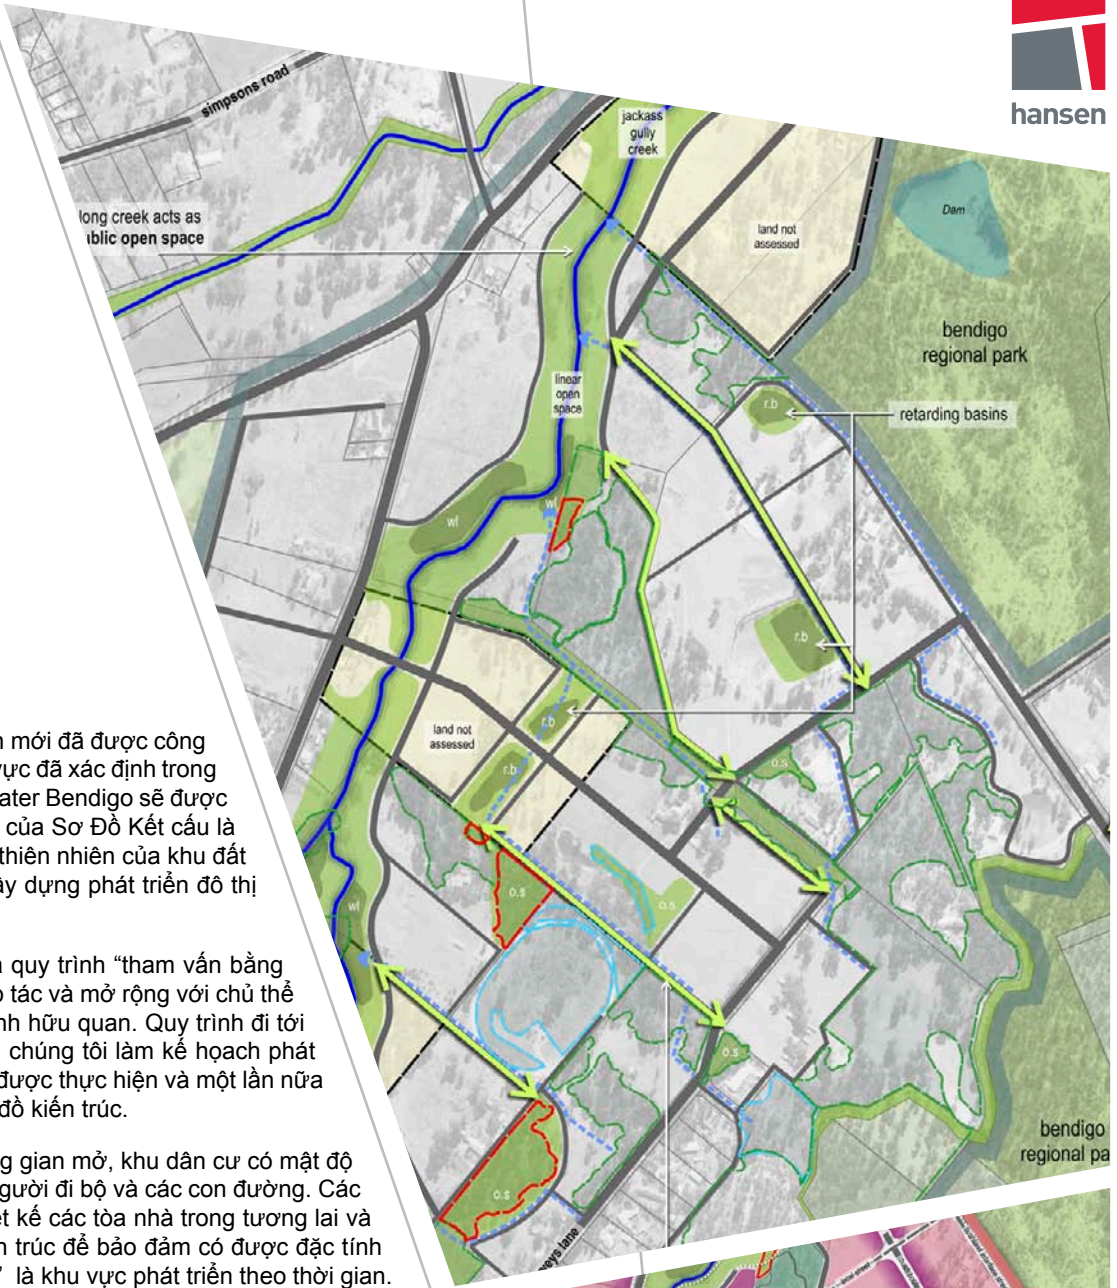 hansen
simpsons road
jackass
gully
creek
long creek acts as
public open space
land not
assessed
Dam
bendigo
regional park
linear
open
space
r.b
retarding basins
wl
wl
r.b
land not
assessed
r.b
r.b
o.s
o.s
o.s
wl
o.s
o.s
bendigo
regional pa
eys lane
mới đã được công
vực đã xác định trong
ater Bendigo sẽ được
của Sơ Đồ Kết cấu là
thiên nhiên của khu đất
ây dựng phát triển đô thị
quy trình “tham vấn bằng
tác và mở rộng với chủ thể
nh hữu quan. Quy trình đi tới
chúng tôi làm kế họach phát
được thực hiện và một lần nữa
đồ kiến trúc.
g gian mở, khu dân cư có mật độ
gười đi bộ và các con đường. Các
ết kế các tòa nhà trong tương lai và
n trúc để bảo đảm có được đặc tính
” là khu vực phát triển theo thời gian.